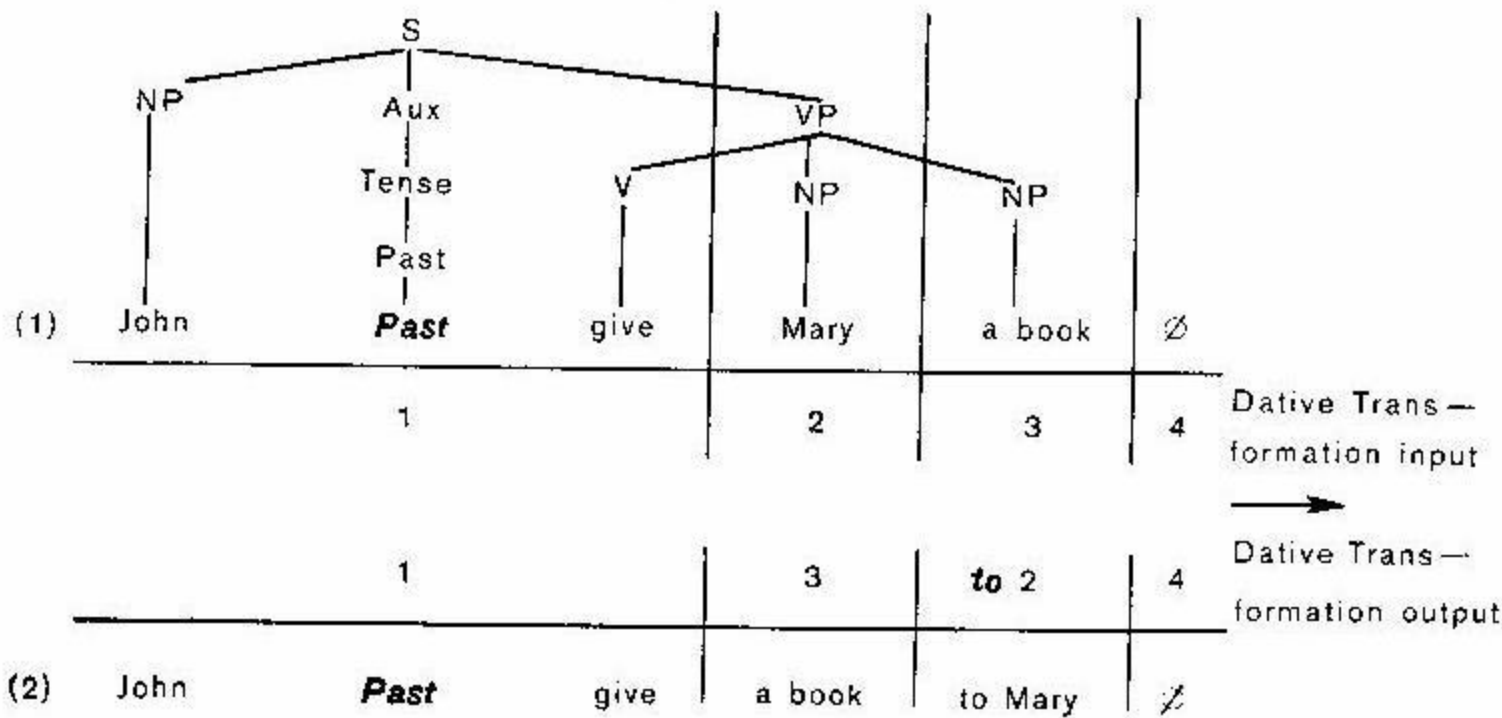 S
NP Aux VP
Tense V NP NP
Past
(1) John Past give Mary a book ∅
1 2 3 4
Dative Trans—
formation input
1 3 to 2 4
Dative Trans—
formation output
(2) John Past give a book to Mary ∅